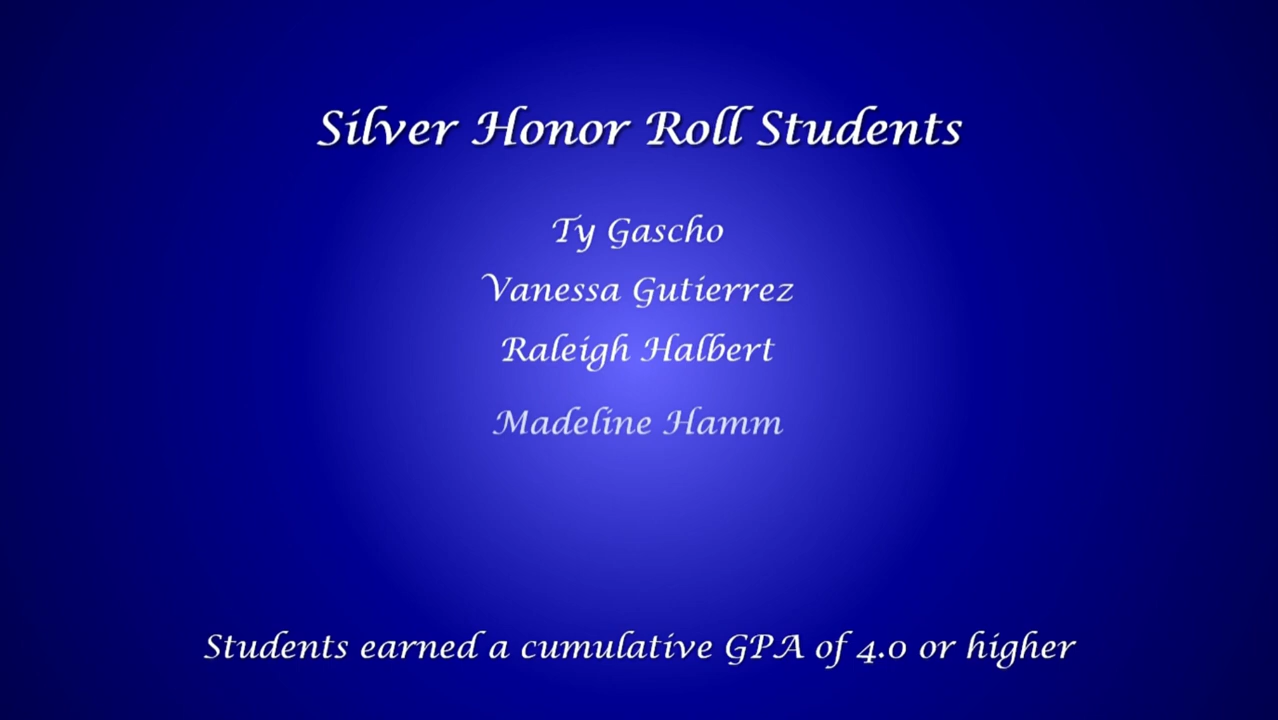 Silver Honor Roll Students
Ty Gascho
Vanessa Gutierrez
Raleigh Halbert
Madeline Hamm
Students earned a cumulative GPA of 4.0 or higher